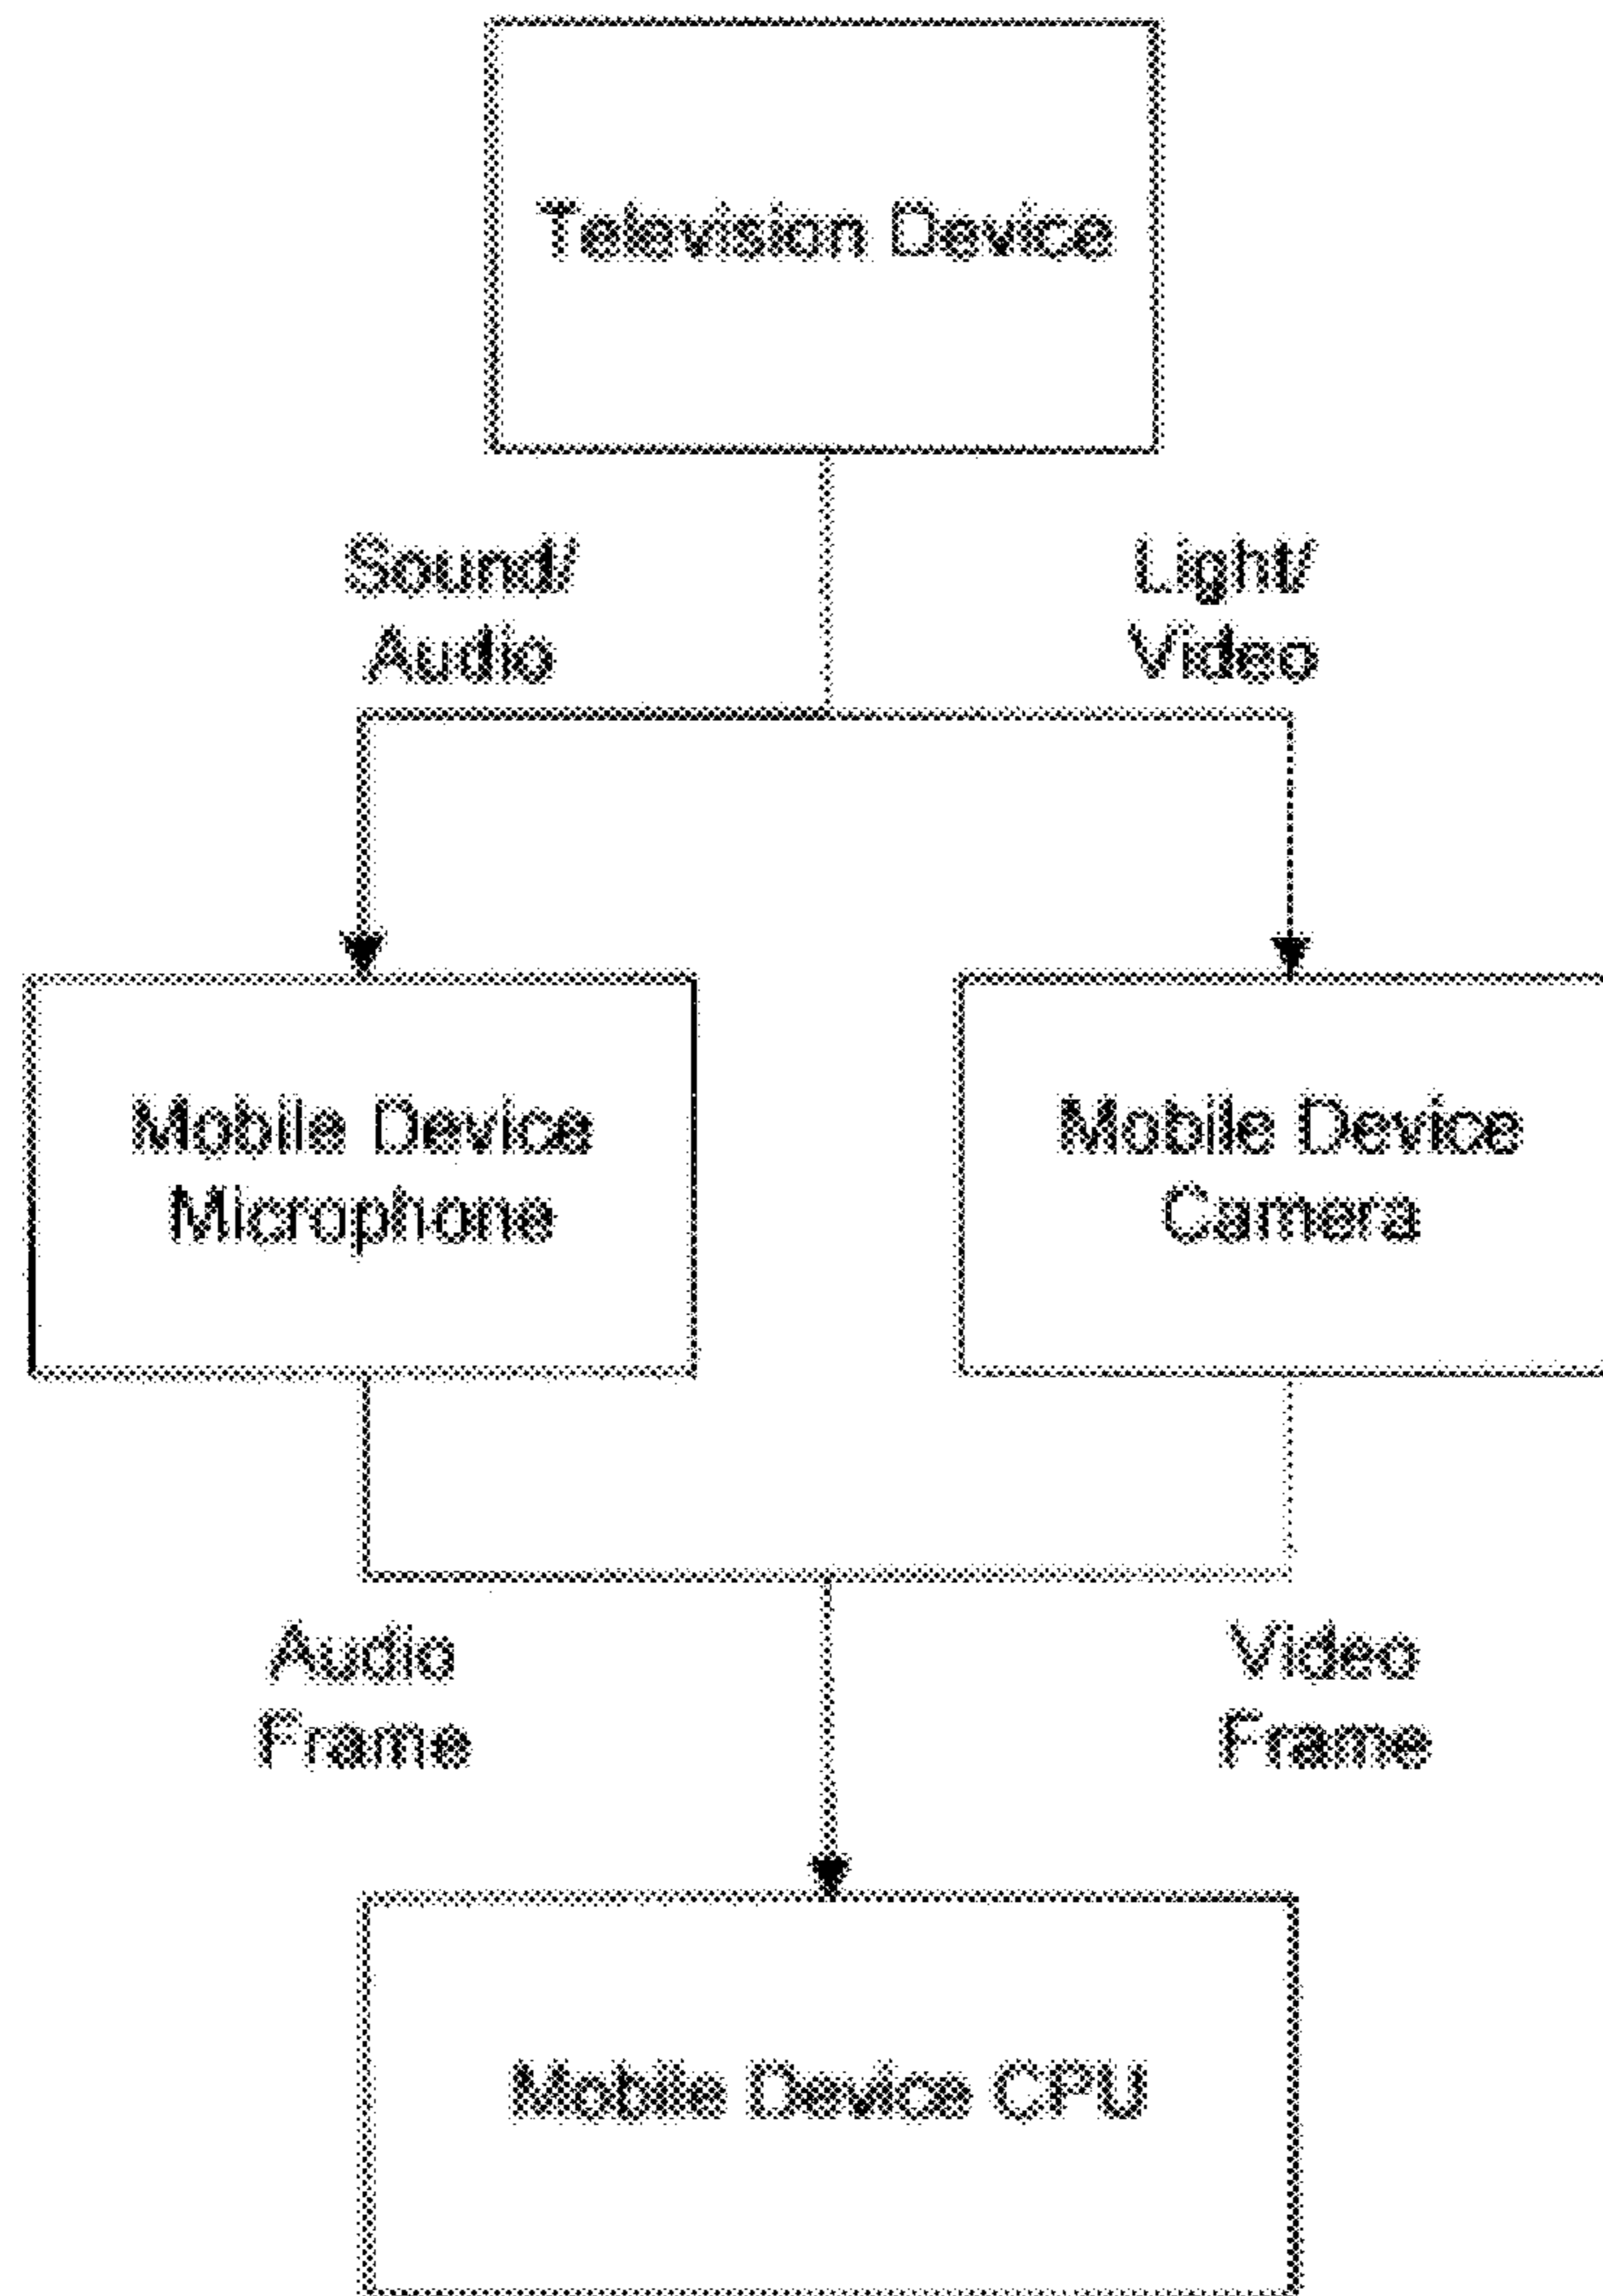 Television Device
Sound/
Audio
Light/
Video
Mobile Device
Microphone
Mobile Device
Camera
Audio
Frame
Video
Frame
Mobile Device CPU